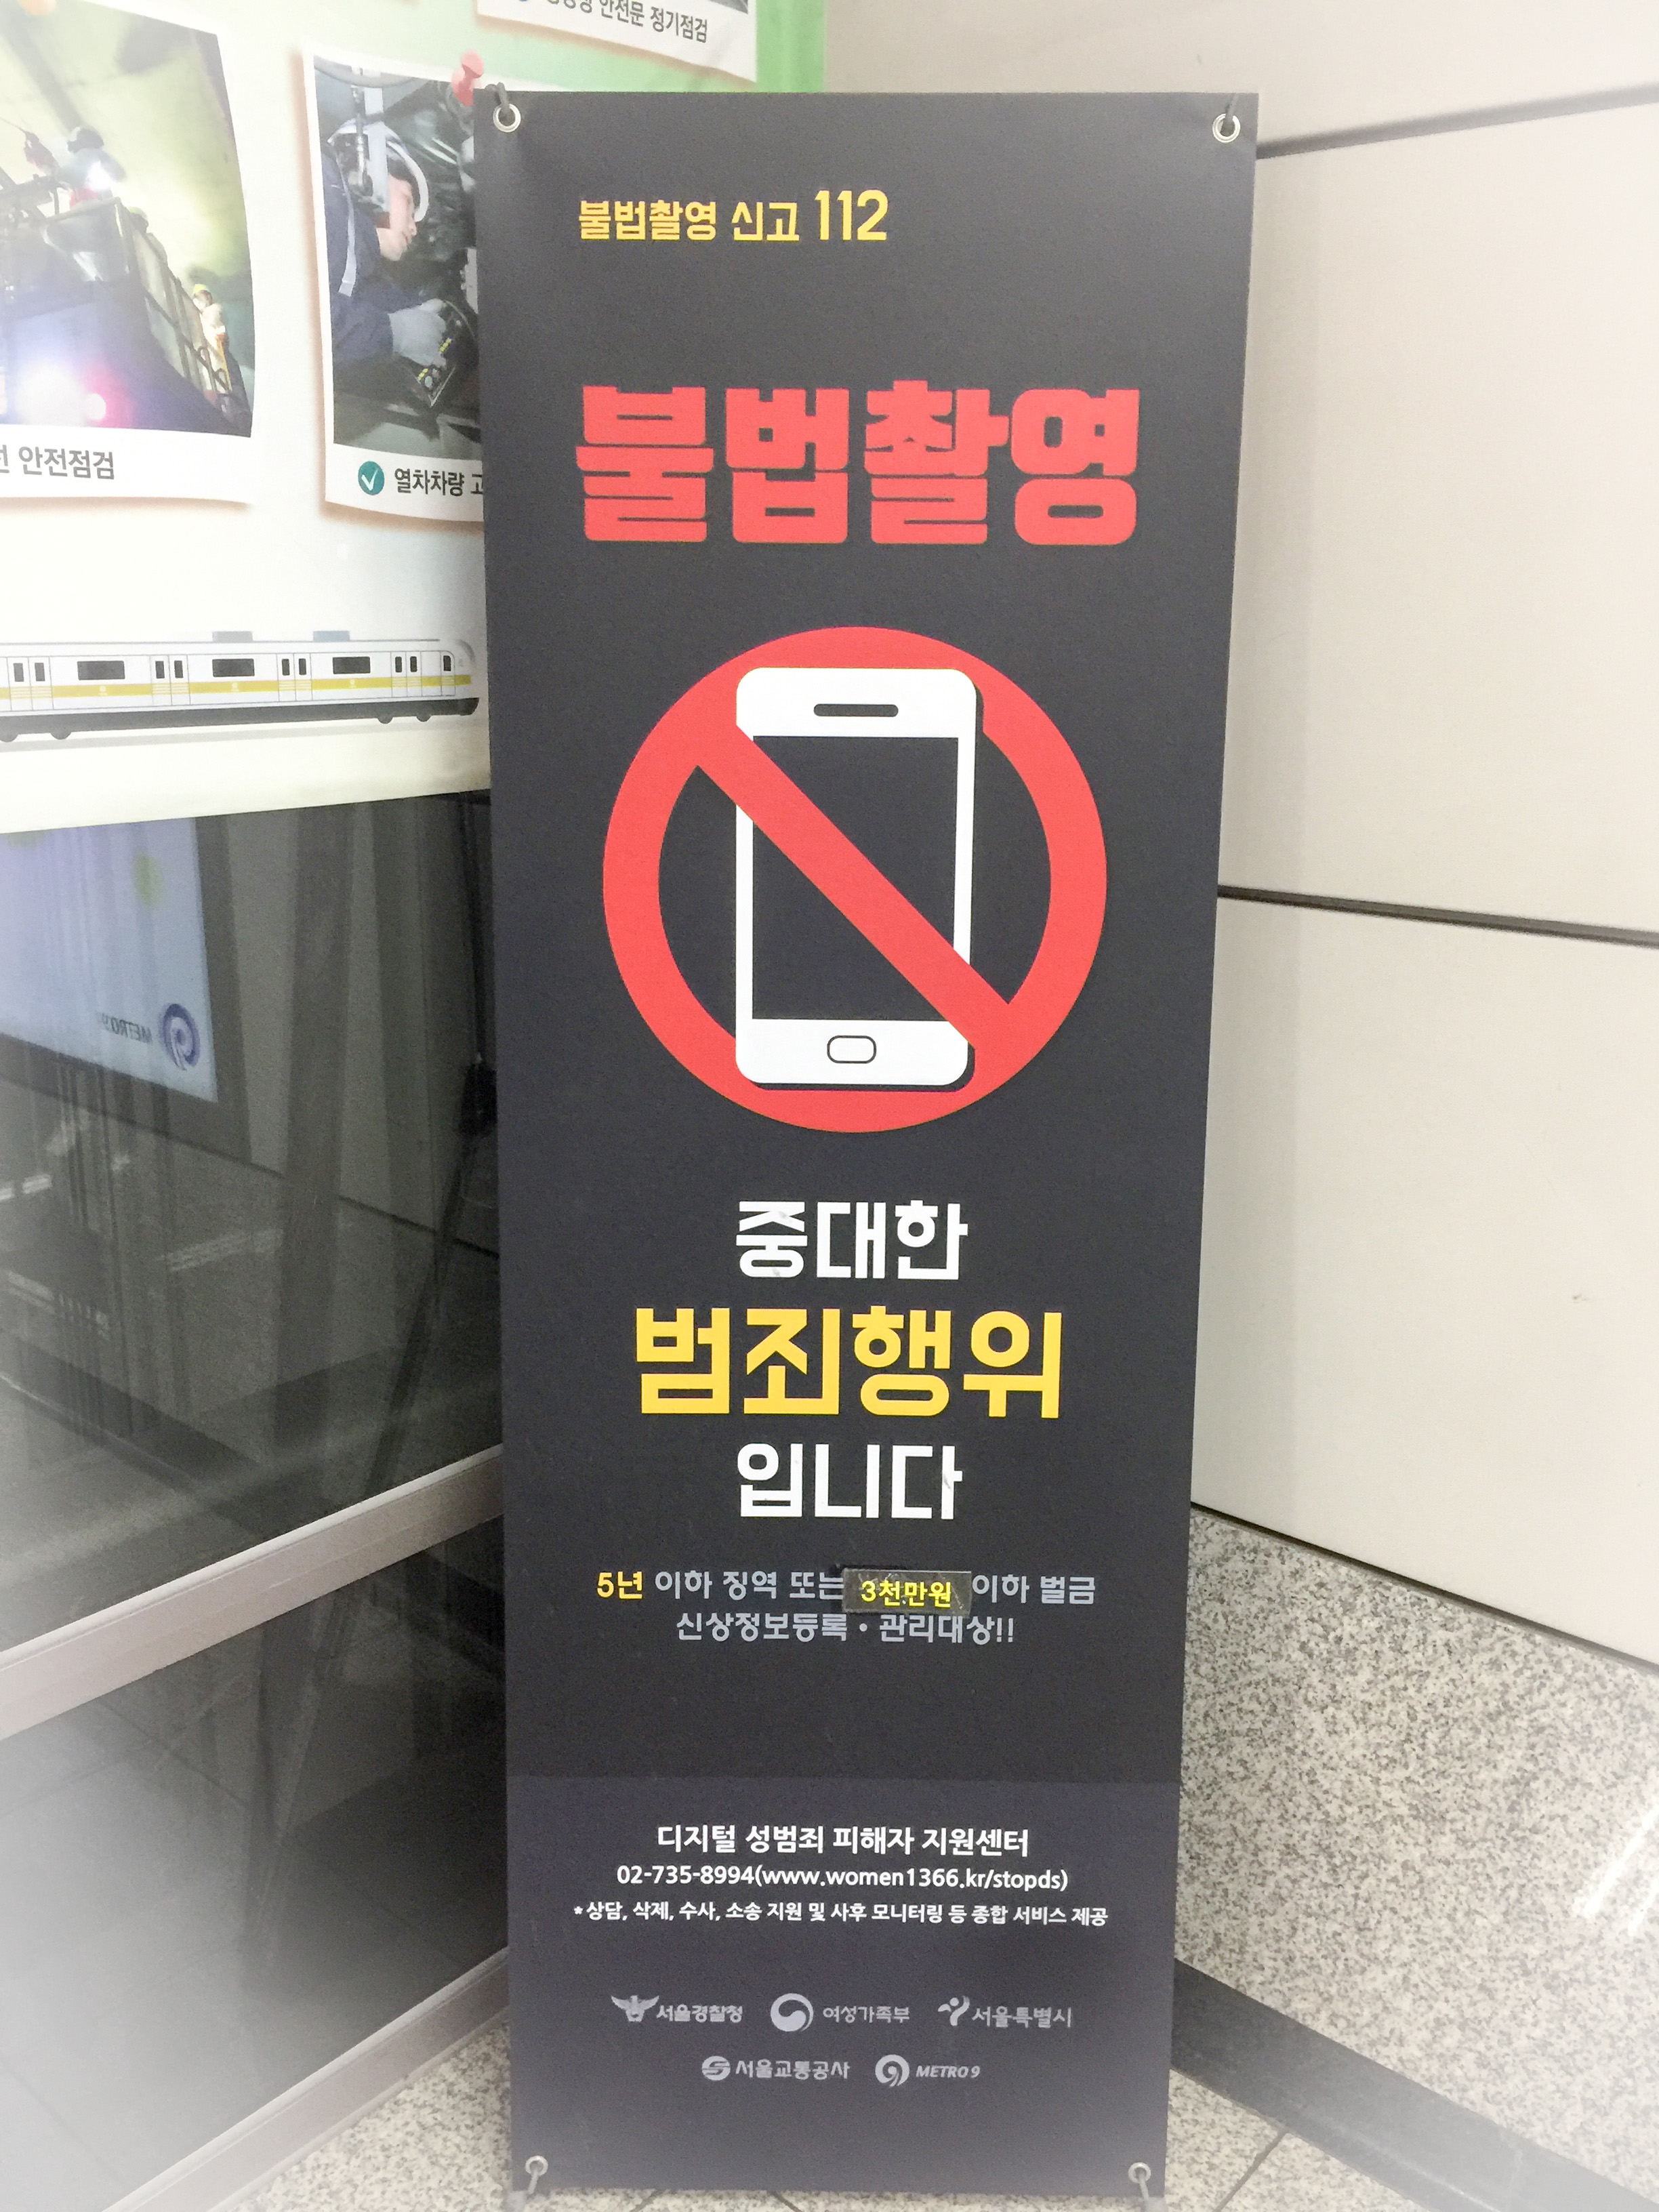 안전문 정기점검
안전점검
열차차량
METRO9
불법촬영 신고 112
불법촬영
중대한
범죄행위
입니다
5년 이하 징역 또는 3천만원 이하 벌금
신상정보등록 • 관리대상!!
디지털 성범죄 피해자 지원센터
02-735-8994(www.women1366.kr/stopds)
* 상담, 삭제, 수사, 소송 지원 및 사후 모니터링 등 종합 서비스 제공
서울경찰청 여성가족부 서울특별시
서울교통공사 METRO 9